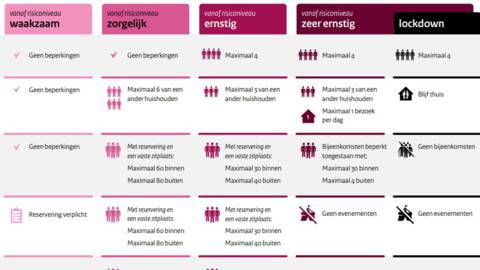 vanaf risiconiveau
waakzaam
vanaf risiconiveau
zorgelijk
vanaf risiconiveau
ernstig
vanaf risiconiveau
zeer ernstig
lockdown
Geen beperkingen
Geen beperkingen
Maximaal 4
Maximaal 4
Maximaal 4
Geen beperkingen
Maximaal 6 van een
ander huishouden
Maximaal 3 van een
ander huishouden
Maximaal 3 van een
ander huishouden
Maximaal 1 bezoek
per dag
Blijf thuis
Geen beperkingen
Met reservering en
een vaste zitplaats:
Maximaal 60 binnen
Maximaal 80 buiten
Met reservering en
een vaste zitplaats:
Maximaal 30 binnen
Maximaal 40 buiten
Bijeenkomsten beperkt
toegestaan met:
Maximaal 30 binnen
Maximaal 40 buiten
Geen bijeenkomsten
Reservering verplicht
Met reservering en
een vaste zitplaats:
Maximaal 60 binnen
Maximaal 80 buiten
Met reservering en
een vaste zitplaats:
Maximaal 30 binnen
Maximaal 40 buiten
Geen evenementen
Geen evenementen